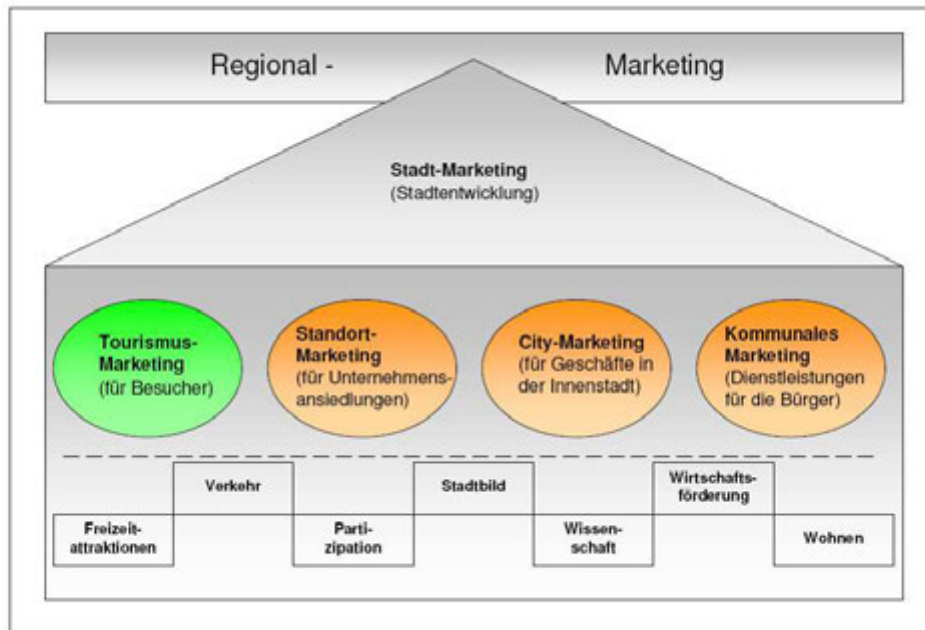 Regional - Marketing
Stadt-Marketing
(Stadtentwicklung)
Tourismus-
Marketing
(für Besucher)
Standort-
Marketing
(für Unternehmens-
ansiedlungen)
City-Marketing
(für Geschäfte in
der Innenstadt)
Kommunales
Marketing
(Dienstleistungen
für die Bürger)
Freizeit-
attraktionen
Verkehr
Parti-
zipation
Stadtbild
Wissen-
schaft
Wirtschafts-
förderung
Wohnen